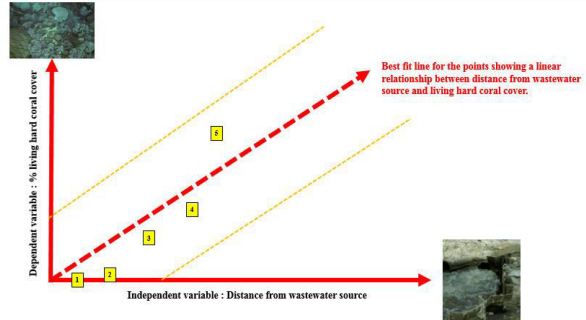 Best fit line for the points showing a linear
relationship between distance from wastewater
source and living hard coral cover.
Dependent variable : % living hard coral cover
5
4
3
2
1
Independent variable : Distance from wastewater source